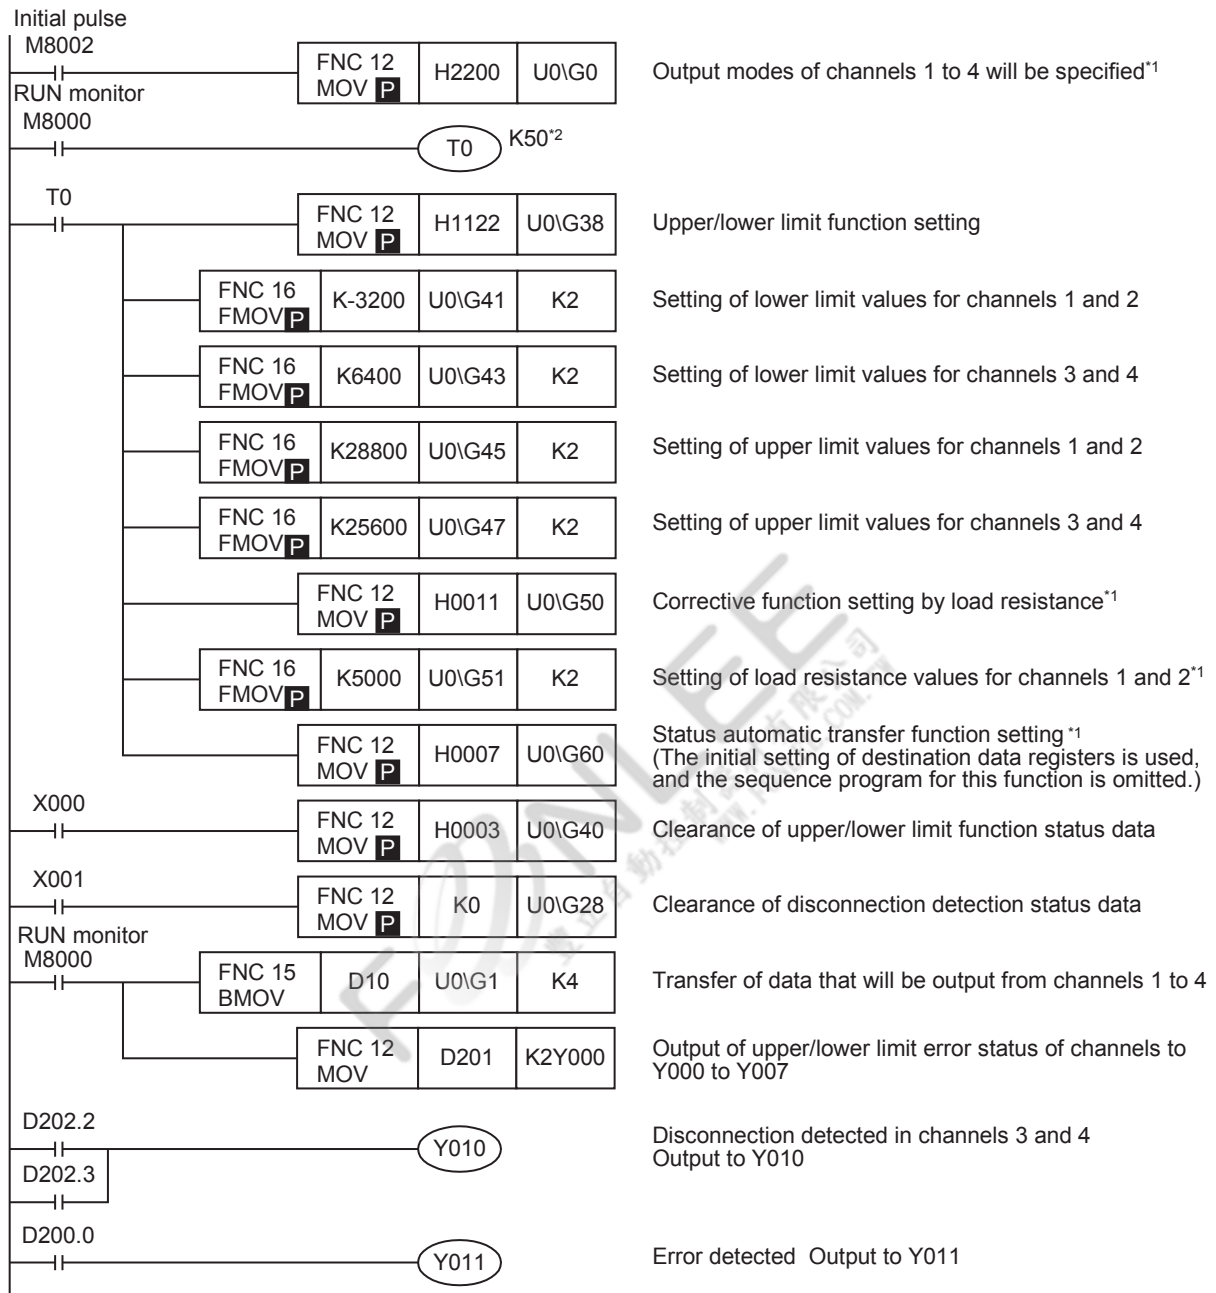 Initial pulse
M8002
FNC 12 MOV P H2200 U0\G0 Output modes of channels 1 to 4 will be specified*1
RUN monitor
M8000
T0 K50*2
T0
FNC 12 MOV P H1122 U0\G38 Upper/lower limit function setting
FNC 16 FMOV P K-3200 U0\G41 K2 Setting of lower limit values for channels 1 and 2
FNC 16 FMOV P K6400 U0\G43 K2 Setting of lower limit values for channels 3 and 4
FNC 16 FMOV P K28800 U0\G45 K2 Setting of upper limit values for channels 1 and 2
FNC 16 FMOV P K25600 U0\G47 K2 Setting of upper limit values for channels 3 and 4
FNC 12 MOV P H0011 U0\G50 Corrective function setting by load resistance*1
FNC 16 FMOV P K5000 U0\G51 K2 Setting of load resistance values for channels 1 and 2*1
FNC 12 MOV P H0007 U0\G60 Status automatic transfer function setting *1
(The initial setting of destination data registers is used,
and the sequence program for this function is omitted.)
X000
FNC 12 MOV P H0003 U0\G40 Clearance of upper/lower limit function status data
X001
FNC 12 MOV P K0 U0\G28 Clearance of disconnection detection status data
RUN monitor
M8000
FNC 15 BMOV D10 U0\G1 K4 Transfer of data that will be output from channels 1 to 4
FNC 12 MOV D201 K2Y000 Output of upper/lower limit error status of channels to
Y000 to Y007
D202.2
Y010 Disconnection detected in channels 3 and 4
Output to Y010
D202.3
D200.0
Y011 Error detected Output to Y011